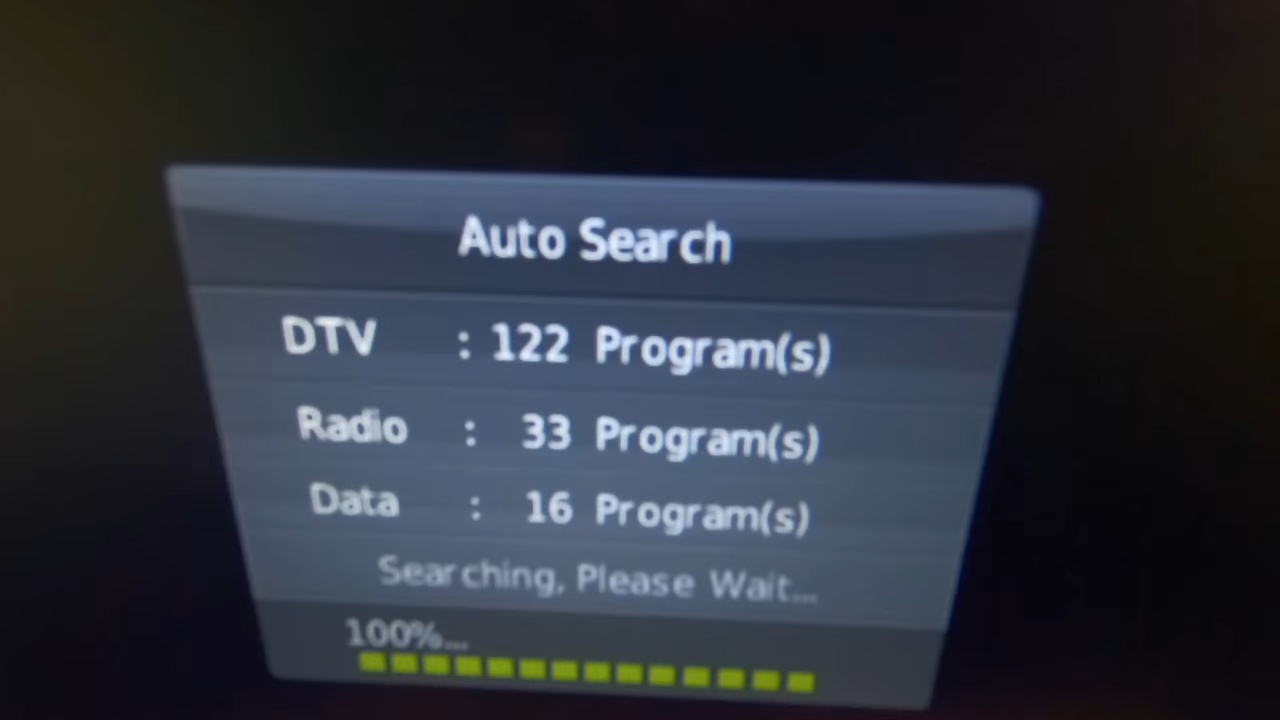 Auto Search
DTV : 122 Program(s)
Radio : 33 Program(s)
Data : 16 Program(s)
Searching, Please Wait...
100%...